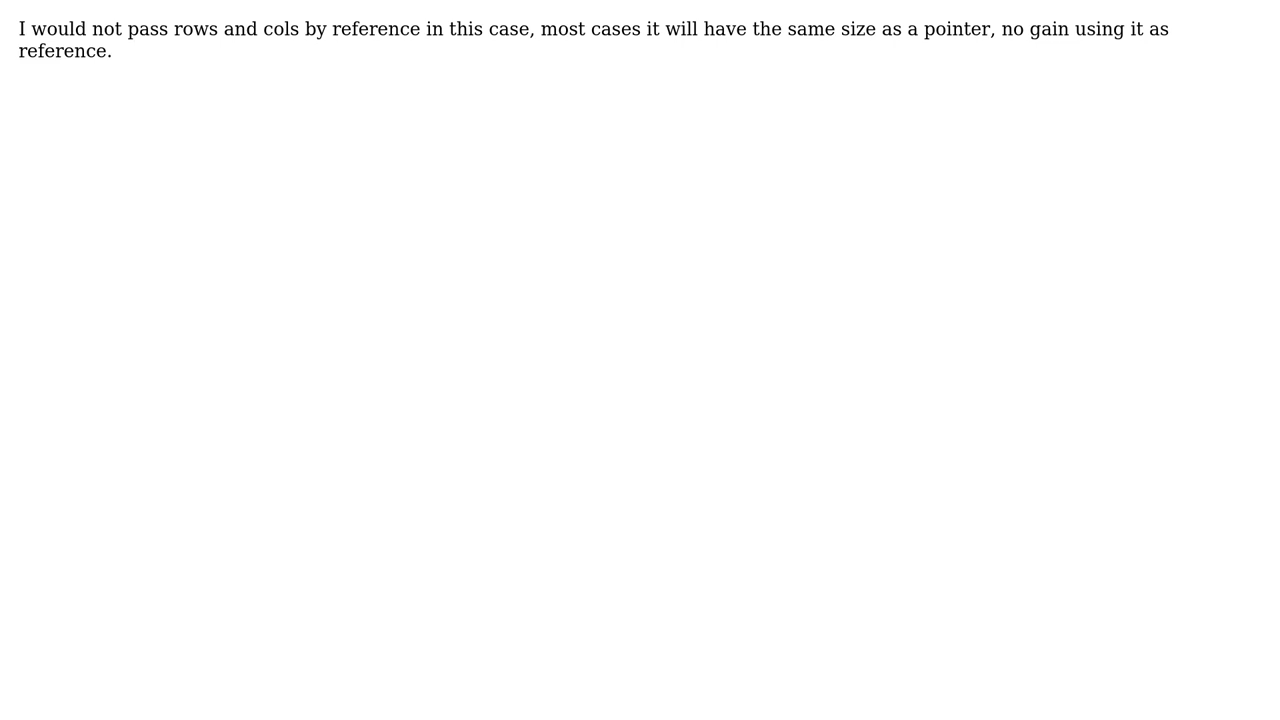 I would not pass rows and cols by reference in this case, most cases it will have the same size as a pointer, no gain using it as
reference.